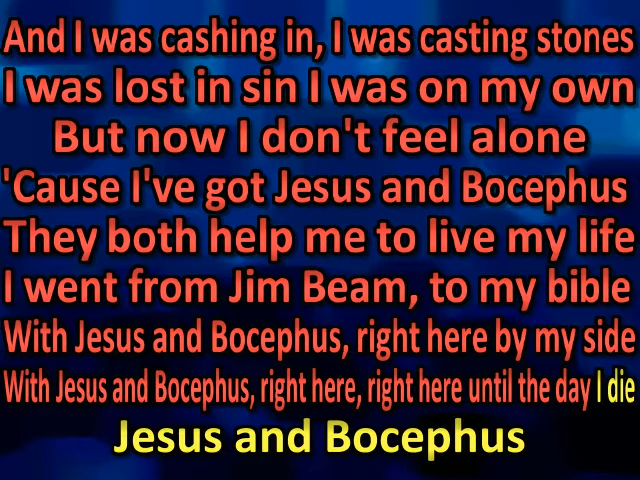 And I was cashing in, I was casting stones
I was lost in sin I was on my own
But now I don't feel alone
'Cause I've got Jesus and Bocephus
They both help me to live my life
I went from Jim Beam, to my bible
With Jesus and Bocephus, right here by my side
With Jesus and Bocephus, right here, right here until the day I die
Jesus and Bocephus